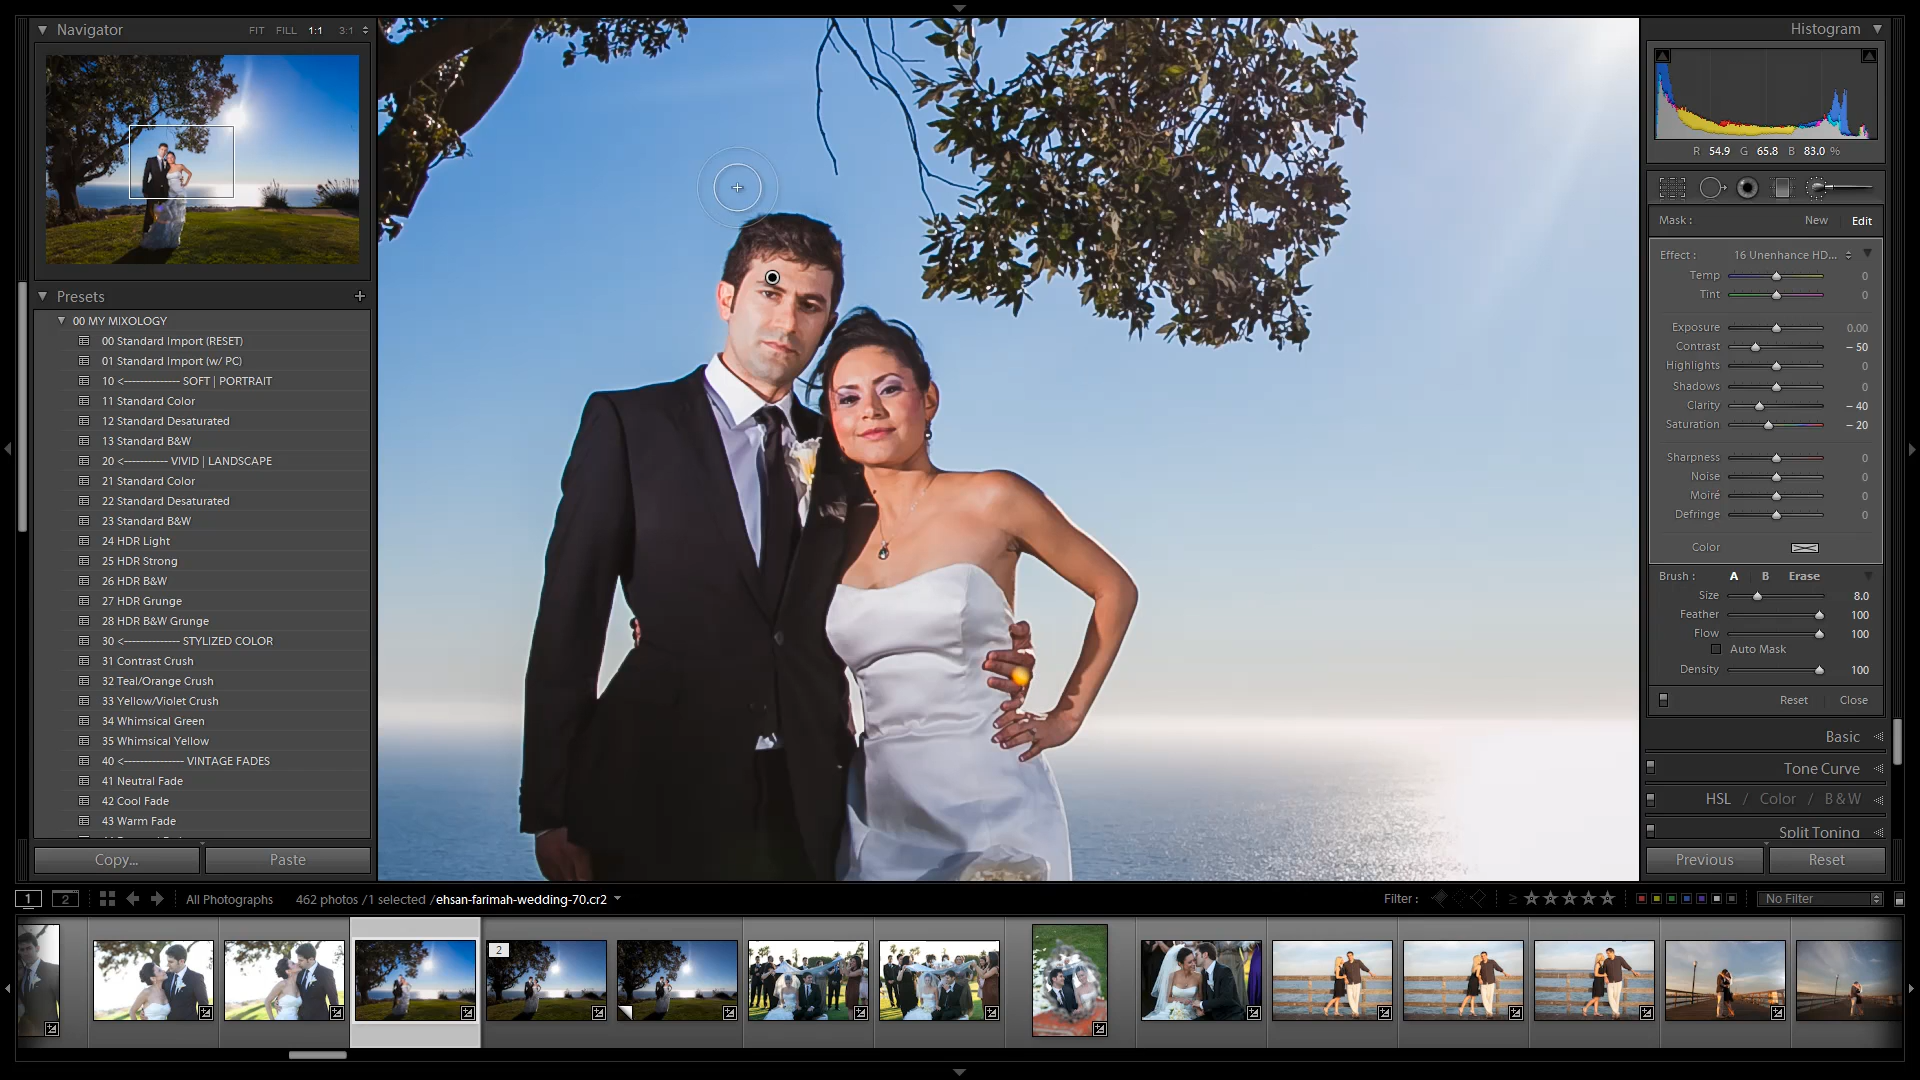 Navigator
FIT FILL 1:1 3:1
Presets
00 MY MIXOLOGY
00 Standard Import (RESET)
01 Standard Import (w/ PC)
10 <-------------- SOFT | PORTRAIT
11 Standard Color
12 Standard Desaturated
13 Standard B&W
20 <----------- VIVID | LANDSCAPE
21 Standard Color
22 Standard Desaturated
23 Standard B&W
24 HDR Light
25 HDR Strong
26 HDR B&W
27 HDR Grunge
28 HDR B&W Grunge
30 <-------------- STYLIZED COLOR
31 Contrast Crush
32 Teal/Orange Crush
33 Yellow/Violet Crush
34 Whimsical Green
35 Whimsical Yellow
40 <--------------- VINTAGE FADES
41 Neutral Fade
42 Cool Fade
43 Warm Fade
Copy... Paste
Histogram
R 54.9 G 65.8 B 83.0 %
Mask : New Edit
Effect : 16 Unenhance HD...
Temp 0
Tint 0
Exposure 0.00
Contrast – 50
Highlights 0
Shadows 0
Clarity – 40
Saturation – 20
Sharpness 0
Noise 0
Moiré 0
Defringe 0
Color
Brush : A B Erase
Size 8.0
Feather 100
Flow 100
Auto Mask
Density 100
Reset Close
Basic
Tone Curve
HSL / Color / B & W
Split Toning
Previous Reset
1 2 All Photographs 462 photos /1 selected /ehsan-farimah-wedding-70.cr2 Filter : ≥ No Filter
2